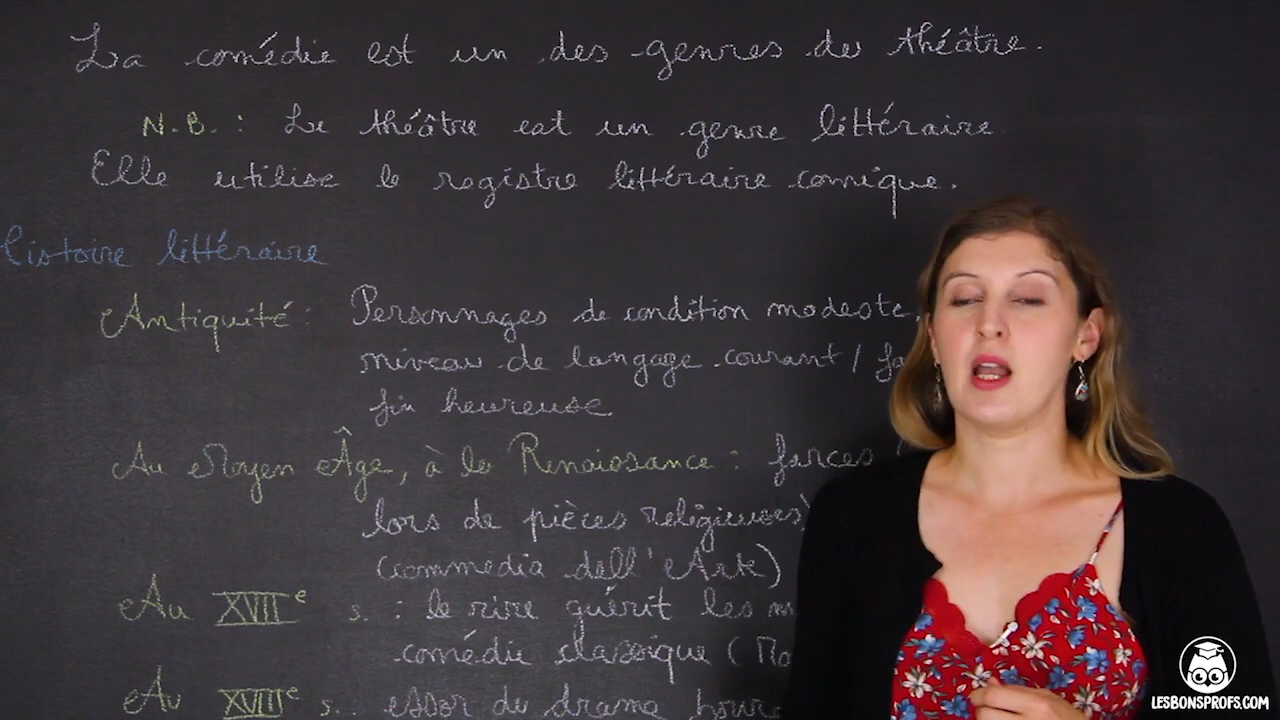 La comédie est un des genres du théâtre.
N.B. : Le théâtre est un genre littéraire
Elle utilise le registre littéraire comique.
histoire littéraire
Antiquité : Personnages de condition modeste,
niveau de langage courant /
fin heureuse.
Au Moyen Âge, à la Renaissance : farces
lors de pièces religieuses)
(commedia dell'Arte)
Au XVIIe s. : le rire guérit les
comédie classique (
Au XVIIIe s. : essor du drama
LESBONSPROFS.COM